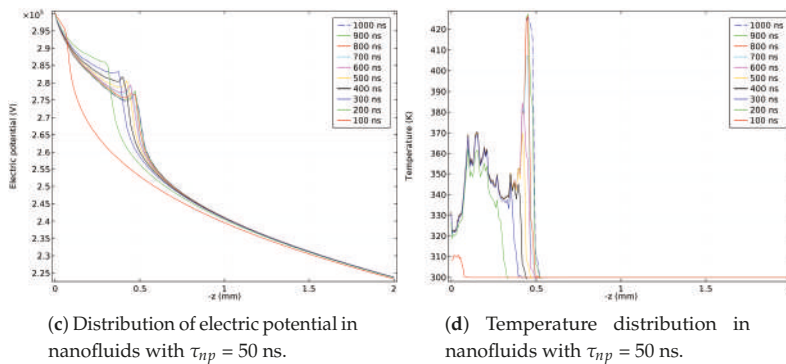 ×10⁵
2.95
2.9
2.85
2.8
2.75
2.7
2.65
2.6
2.55
2.5
2.45
2.4
2.35
2.3
2.25
Electric potential (V)
0
0.5
1
1.5
2
-z (mm)
1000 ns
900 ns
800 ns
700 ns
600 ns
500 ns
400 ns
300 ns
200 ns
100 ns
420
410
400
390
380
370
360
350
340
330
320
310
300
Temperature (K)
0
0.5
1
1.5
2
-z (mm)
1000 ns
900 ns
800 ns
700 ns
600 ns
500 ns
400 ns
300 ns
200 ns
100 ns
(c) Distribution of electric potential in
nanofluids with τnp = 50 ns.
(d) Temperature distribution in
nanofluids with τnp = 50 ns.